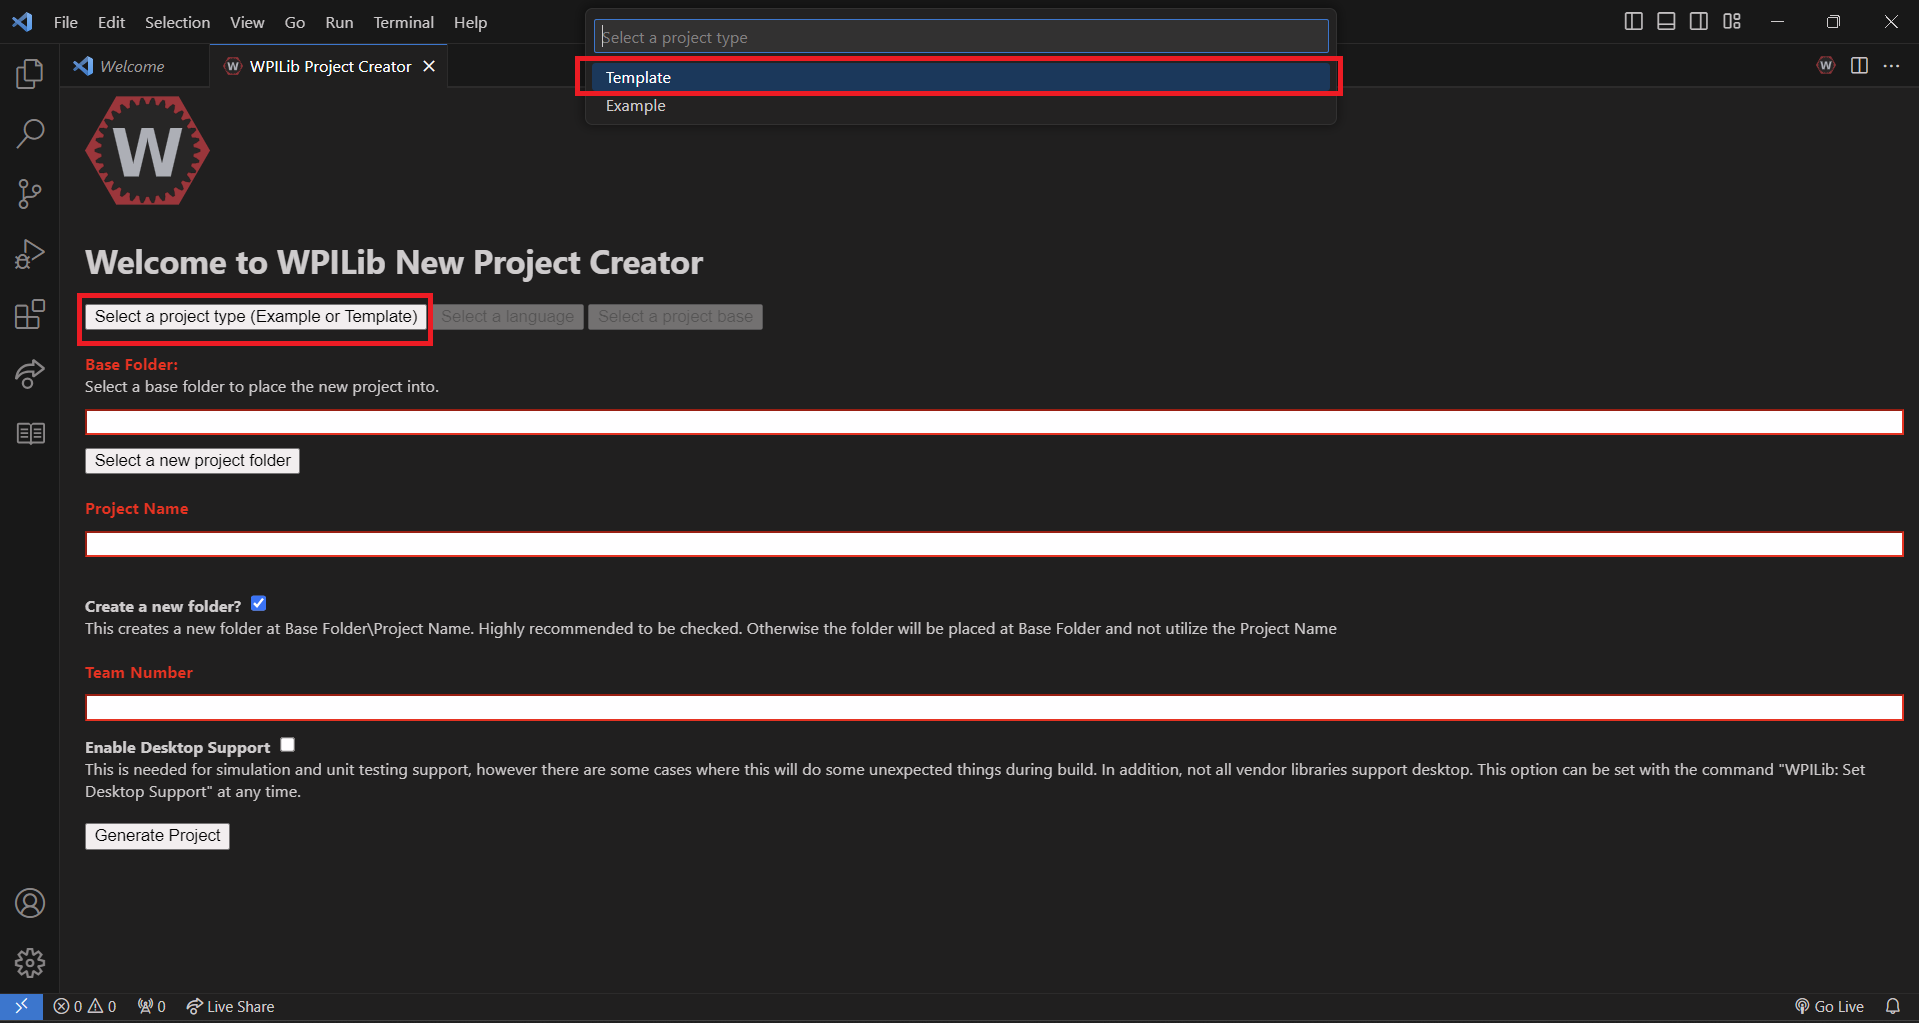 File Edit Selection View Go Run Terminal Help
Select a project type
Template
Example
Welcome
W WPILib Project Creator
W
W
Welcome to WPILib New Project Creator
Select a project type (Example or Template) Select a language Select a project base
Base Folder:
Select a base folder to place the new project into.
Select a new project folder
Project Name
Create a new folder?
This creates a new folder at Base Folder\Project Name. Highly recommended to be checked. Otherwise the folder will be placed at Base Folder and not utilize the Project Name
Team Number
Enable Desktop Support
This is needed for simulation and unit testing support, however there are some cases where this will do some unexpected things during build. In addition, not all vendor libraries support desktop. This option can be set with the command "WPILib: Set
Desktop Support" at any time.
Generate Project
0 0 0 Live Share Go Live